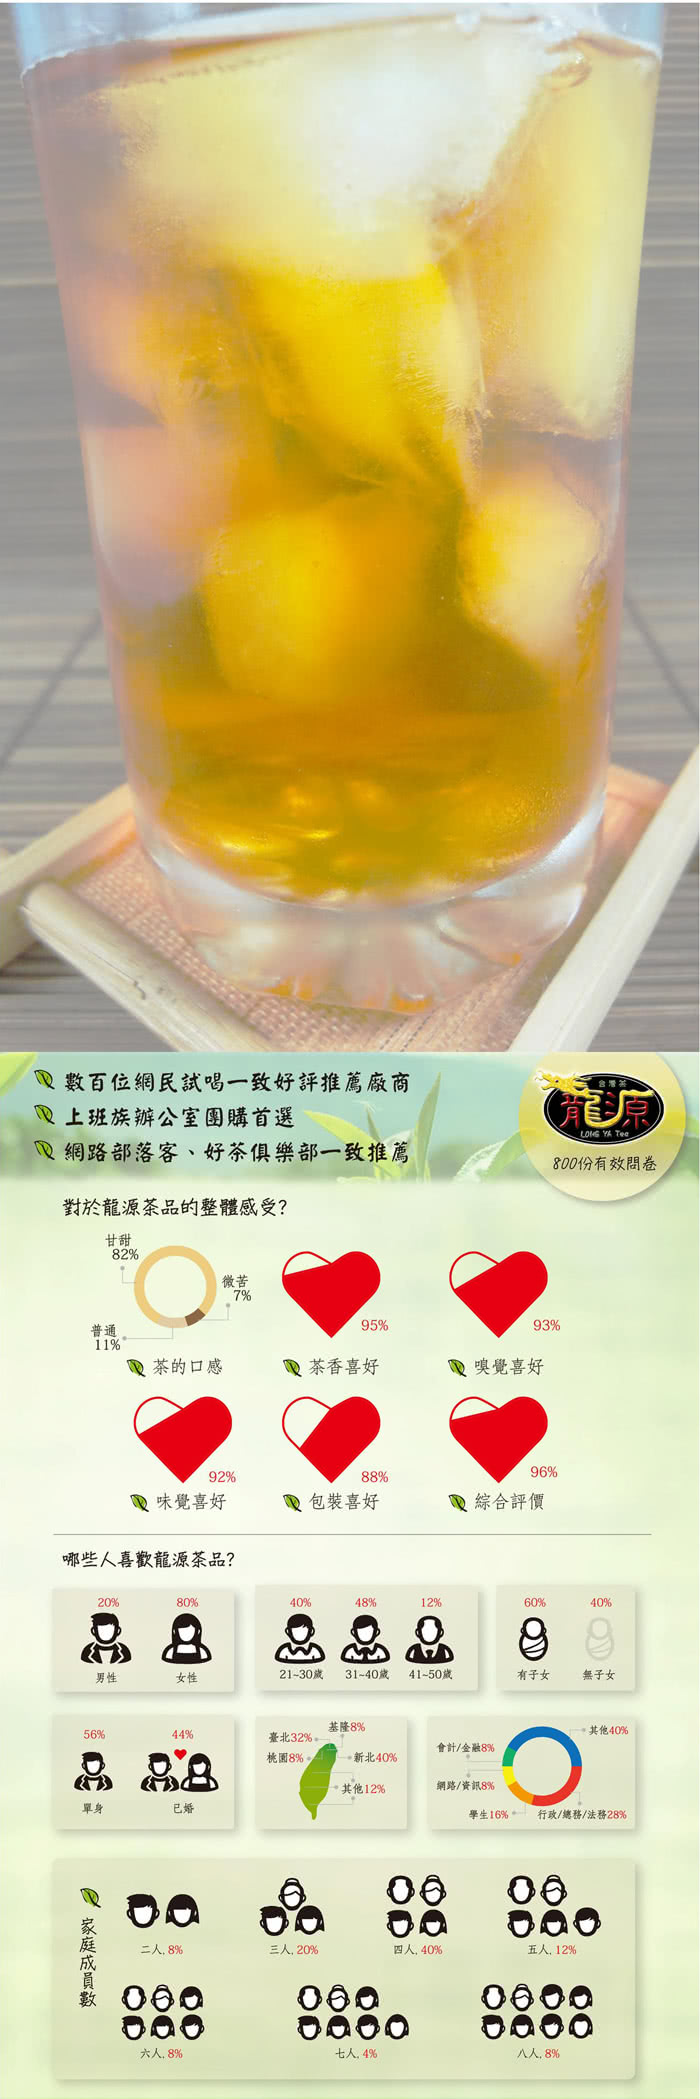 數百位網民試喝一致好評推薦廠商
上班族辦公室團購首選
網路部落客、好茶俱樂部一致推薦
台灣茶
龍源
LONG YA Tea
800份有效問卷
對於龍源茶品的整體感受?
甘甜
82%
微苦
7%
普通
11%
茶的口感
95%
茶香喜好
93%
嗅覺喜好
92%
味覺喜好
88%
包裝喜好
96%
綜合評價
哪些人喜歡龍源茶品?
20%
80%
男性
女性
40%
48%
12%
21~30歲
31~40歲
41~50歲
60%
40%
有子女
無子女
56%
44%
單身
已婚
基隆8%
臺北32%
桃園8%
新北40%
其他12%
其他40%
會計/金融8%
網路/資訊8%
學生16%
行政/總務/法務28%
家庭成員數
二人, 8%
三人, 20%
四人, 40%
五人, 12%
六人, 8%
七人, 4%
八人, 8%